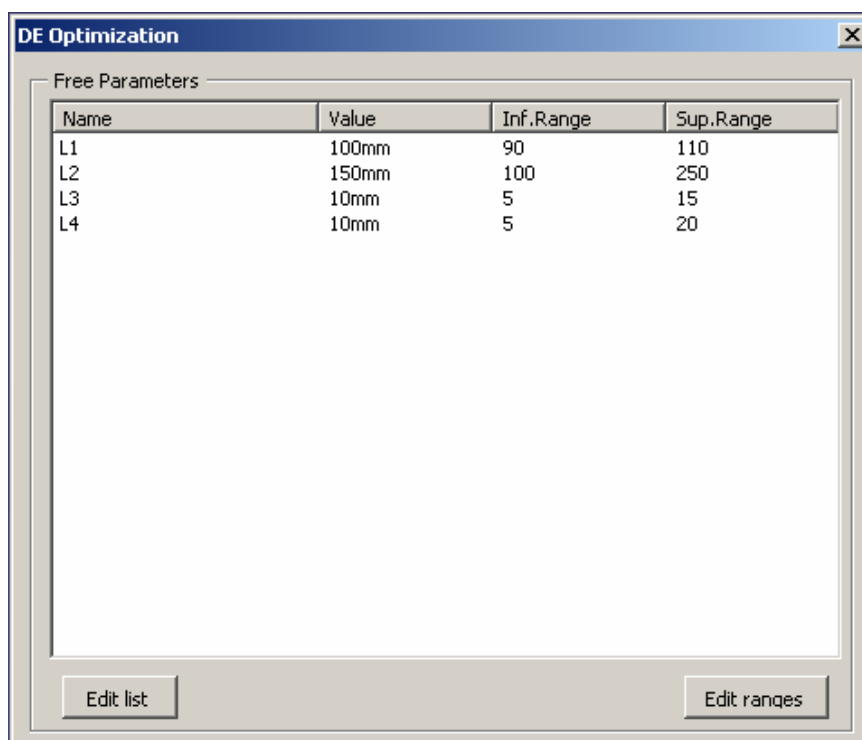 DE Optimization
Free Parameters
Name Value Inf.Range Sup.Range
L1 100mm 90 110
L2 150mm 100 250
L3 10mm 5 15
L4 10mm 5 20
Edit list Edit ranges